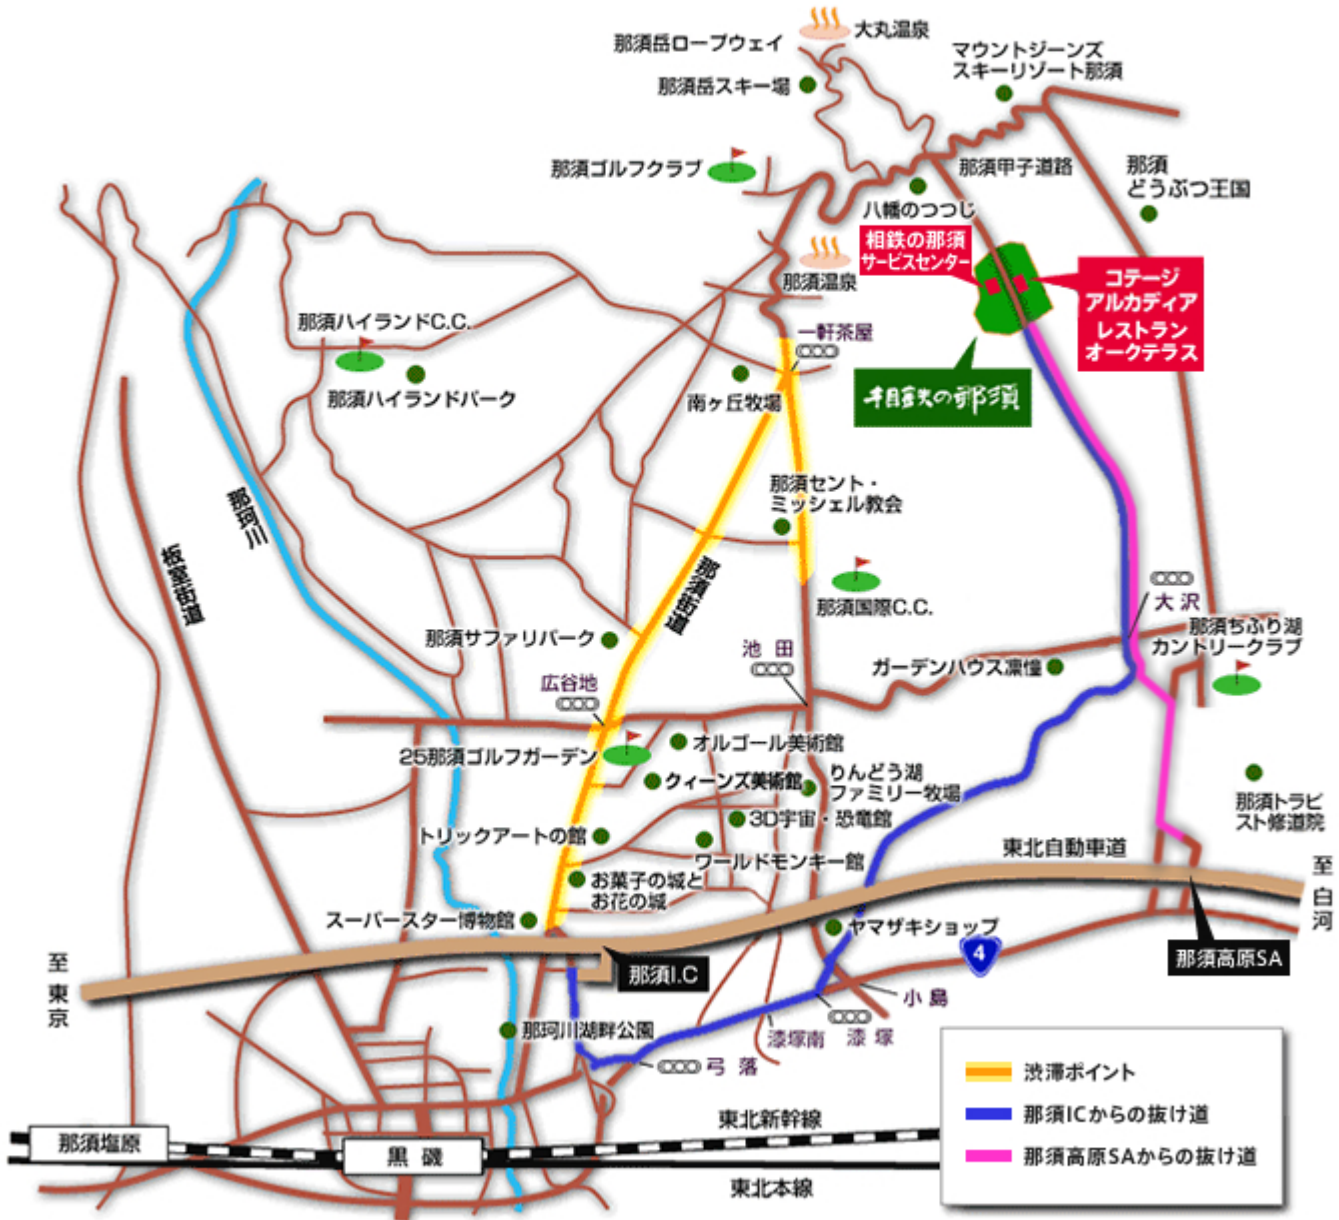 大丸温泉
那須岳ロープウェイ
マウントジーンズ
スキーリゾート那須
那須岳スキー場
那須ゴルフクラブ
那須甲子道路
那須
どうぶつ王国
八幡のつつじ
相鉄の那須
サービスセンター
那須温泉
コテージ
アルカディア
レストラン
オークテラス
那須ハイランドC.C.
一軒茶屋
那須ハイランドパーク
南ヶ丘牧場
相鉄の那須
那須セント・
ミッシェル教会
那珂川
板室街道
那須街道
那須国際C.C.
大沢
那須サファリパーク
那須ちふり湖
カントリークラブ
池田
ガーデンハウス凛憧
広谷地
25那須ゴルフガーデン
オルゴール美術館
クィーンズ美術館
りんどう湖
ファミリー牧場
那須トラピ
スト修道院
3D宇宙・恐竜館
トリックアートの館
ワールドモンキー館
東北自動車道
至白河
お菓子の城と
お花の城
スーパースター博物館
ヤマザキショップ
4
那須高原SA
至東京
那須I.C
小島
那珂川湖畔公園
漆塚南
漆塚
弓落
渋滞ポイント
那須ICからの抜け道
那須高原SAからの抜け道
東北新幹線
那須塩原
黒磯
東北本線